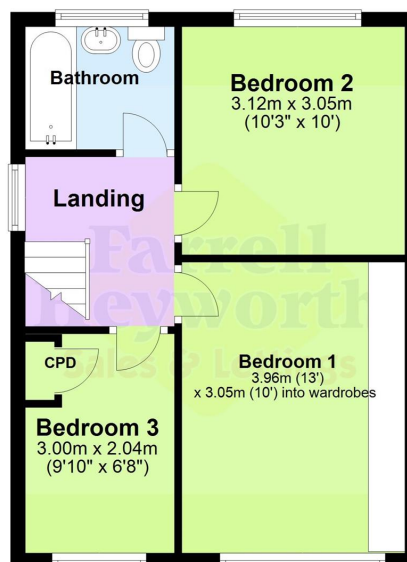 Bathroom
Bedroom 2
3.12m x 3.05m
(10'3" x 10')
Landing
Farrell
Heyworth
Sales & Lettings
CPD
Bedroom 1
3.96m (13')
x 3.05m (10') into wardrobes
Bedroom 3
3.00m x 2.04m
(9'10" x 6'8")